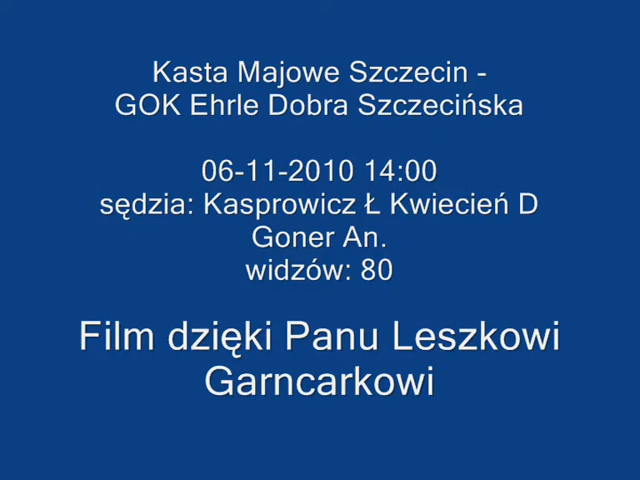 Kasta Majowe Szczecin -
GOK Ehrle Dobra Szczecińska
06-11-2010 14:00
sędzia: Kasprowicz Ł Kwiecień D
Goner An.
widzów: 80
Film dzięki Panu Leszkowi
Garncarkowi